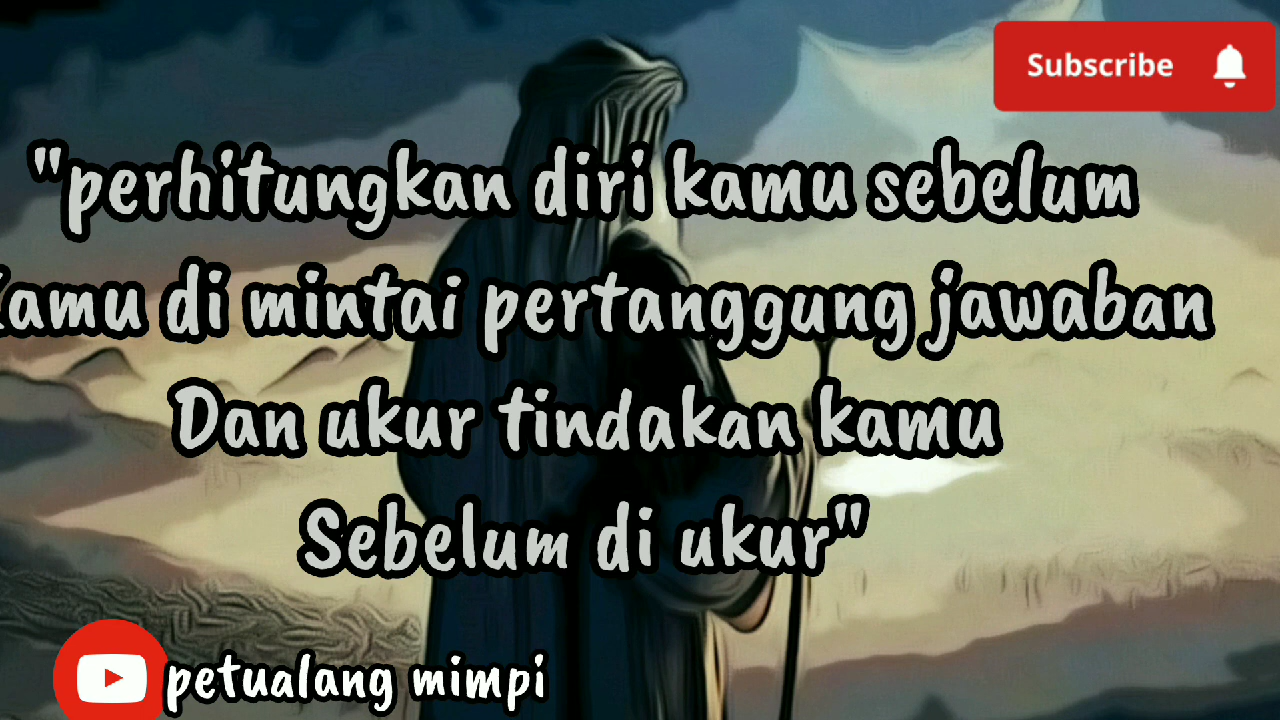 Subscribe
"perhitungkan diri kamu sebelum
Kamu di mintai pertanggung jawaban
Dan ukur tindakan kamu
Sebelum di ukur"
petualang mimpi